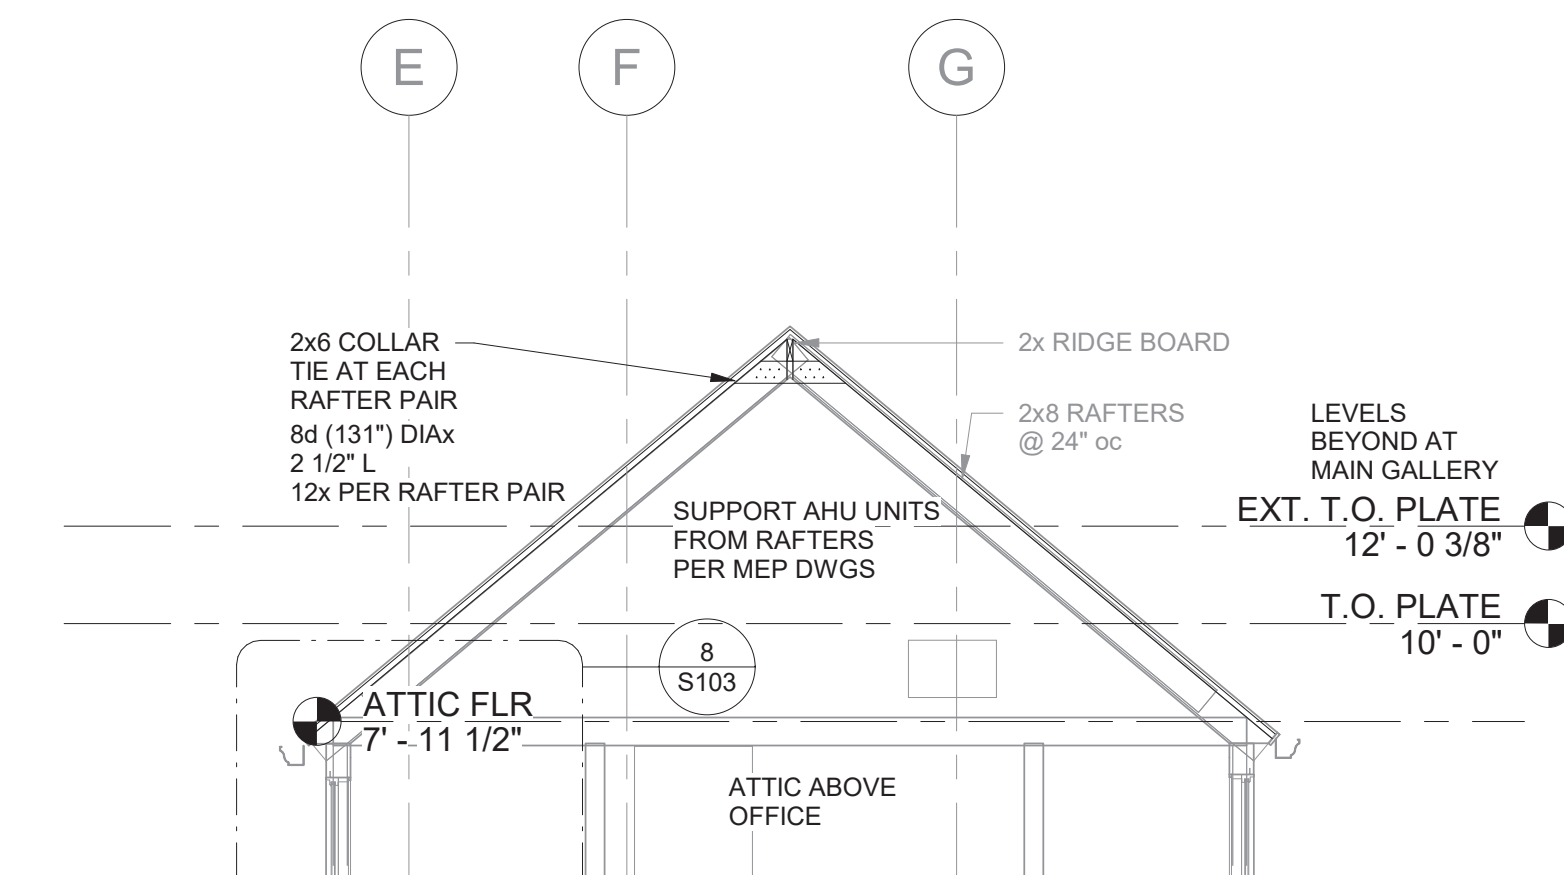 E
F
G
2x6 COLLAR
TIE AT EACH
RAFTER PAIR
8d (131") DIAx
2 1/2" L
12x PER RAFTER PAIR
2x RIDGE BOARD
2x8 RAFTERS
@ 24" oc
LEVELS
BEYOND AT
MAIN GALLERY
EXT. T.O. PLATE
12' - 0 3/8"
SUPPORT AHU UNITS
FROM RAFTERS
PER MEP DWGS
T.O. PLATE
10' - 0"
8
S103
ATTIC FLR
7' - 11 1/2"
ATTIC ABOVE
OFFICE